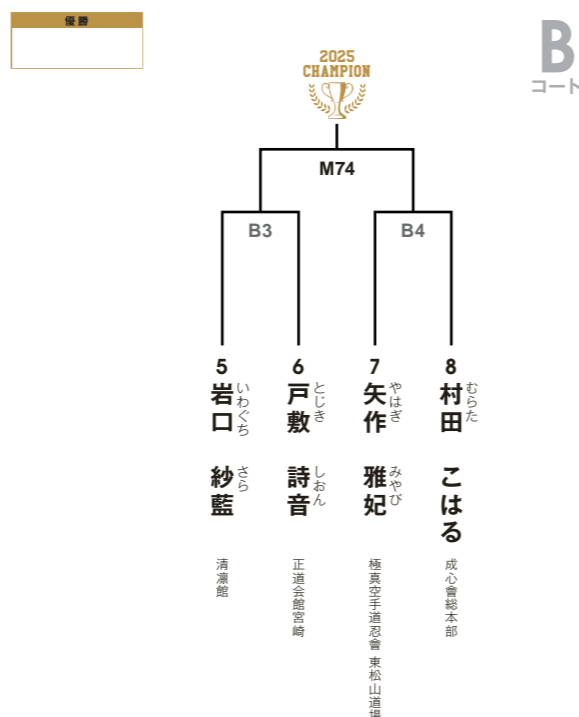 優勝
B
コート
2025
CHAMPION
M74
B3
B4
5
岩口 紗藍
いわぐち さら
清凛館
6
戸敷 詩音
とじき しおん
正道会館宮崎
7
矢作 雅妃
やはぎ みやび
極真空手道忍會 東松山道場
8
村田 こはる
むらた
成心會総本部